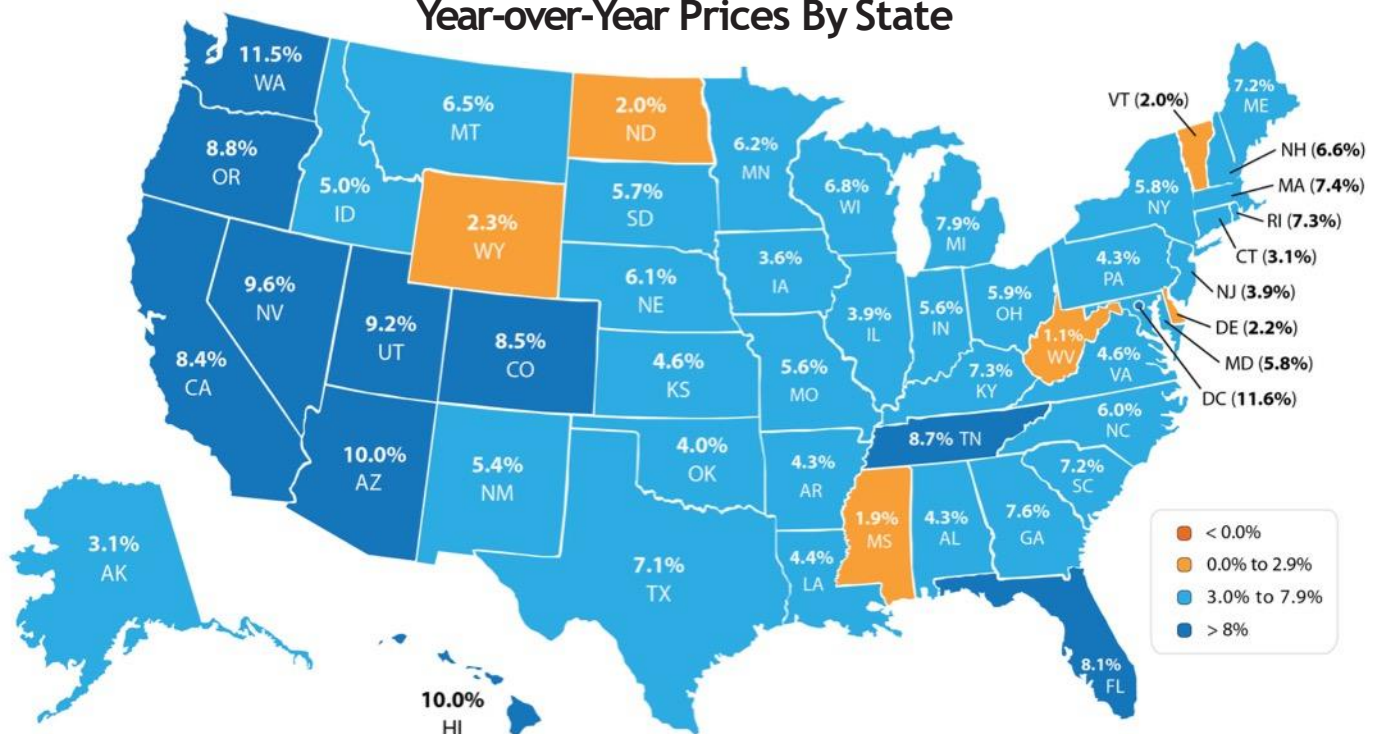 Year-over-Year Prices By State
11.5%
WA
8.8%
OR
5.0%
ID
6.5%
MT
2.0%
ND
6.2%
MN
2.3%
WY
5.7%
SD
6.8%
WI
7.9%
MI
5.8%
NY
VT (2.0%)
7.2%
ME
NH (6.6%)
MA (7.4%)
RI (7.3%)
CT (3.1%)
NJ (3.9%)
DE (2.2%)
MD (5.8%)
DC (11.6%)
8.4%
CA
9.6%
NV
9.2%
UT
8.5%
CO
6.1%
NE
3.6%
IA
3.9%
IL
5.6%
IN
5.9%
OH
4.3%
PA
4.6%
KS
5.6%
MO
7.3%
KY
1.1%
WV
4.6%
VA
10.0%
AZ
5.4%
NM
4.0%
OK
4.3%
AR
8.7% TN
6.0%
NC
7.2%
SC
7.1%
TX
4.4%
LA
1.9%
MS
4.3%
AL
7.6%
GA
8.1%
FL
3.1%
AK
10.0%
HI
< 0.0%
0.0% to 2.9%
3.0% to 7.9%
> 8%